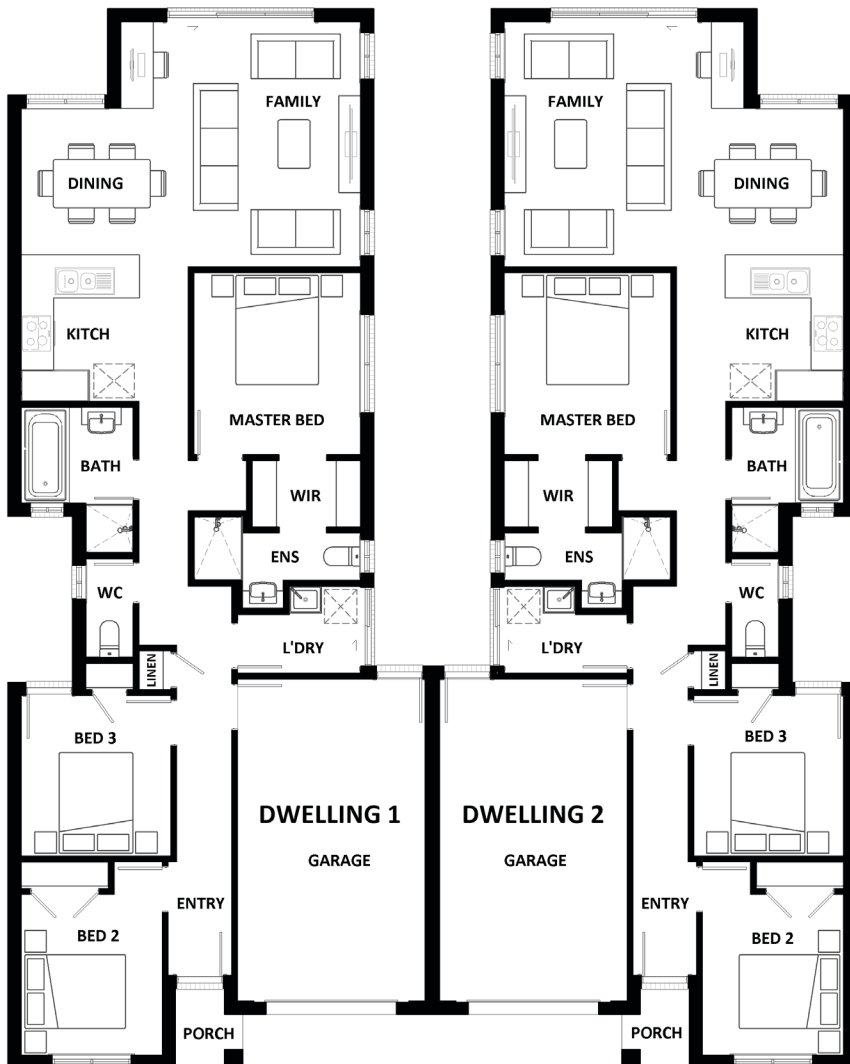 FAMILY
FAMILY
DINING
DINING
KITCH
KITCH
MASTER BED
MASTER BED
BATH
BATH
WIR
WIR
ENS
ENS
WC
WC
L'DRY
L'DRY
LINEN
LINEN
BED 3
BED 3
DWELLING 1
DWELLING 2
GARAGE
GARAGE
ENTRY
ENTRY
BED 2
BED 2
PORCH
PORCH